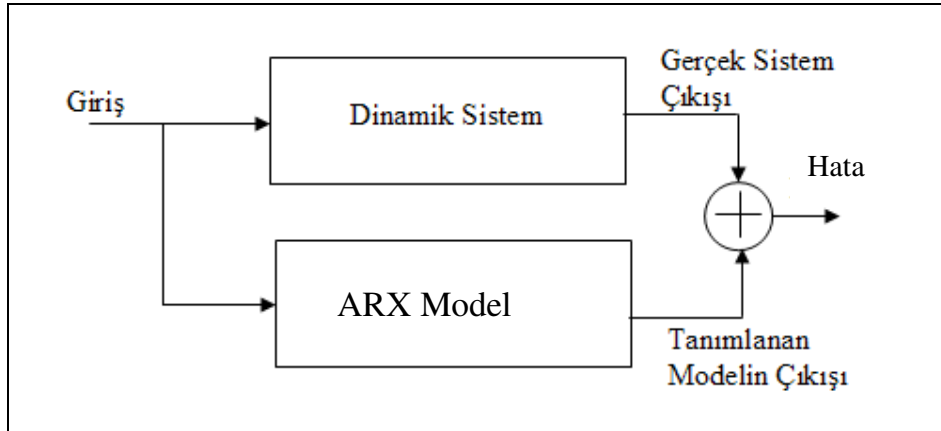 Giriş
Dinamik Sistem
Gerçek Sistem
Çıkışı
Hata
ARX Model
Tanımlanan
Modelin Çıkışı